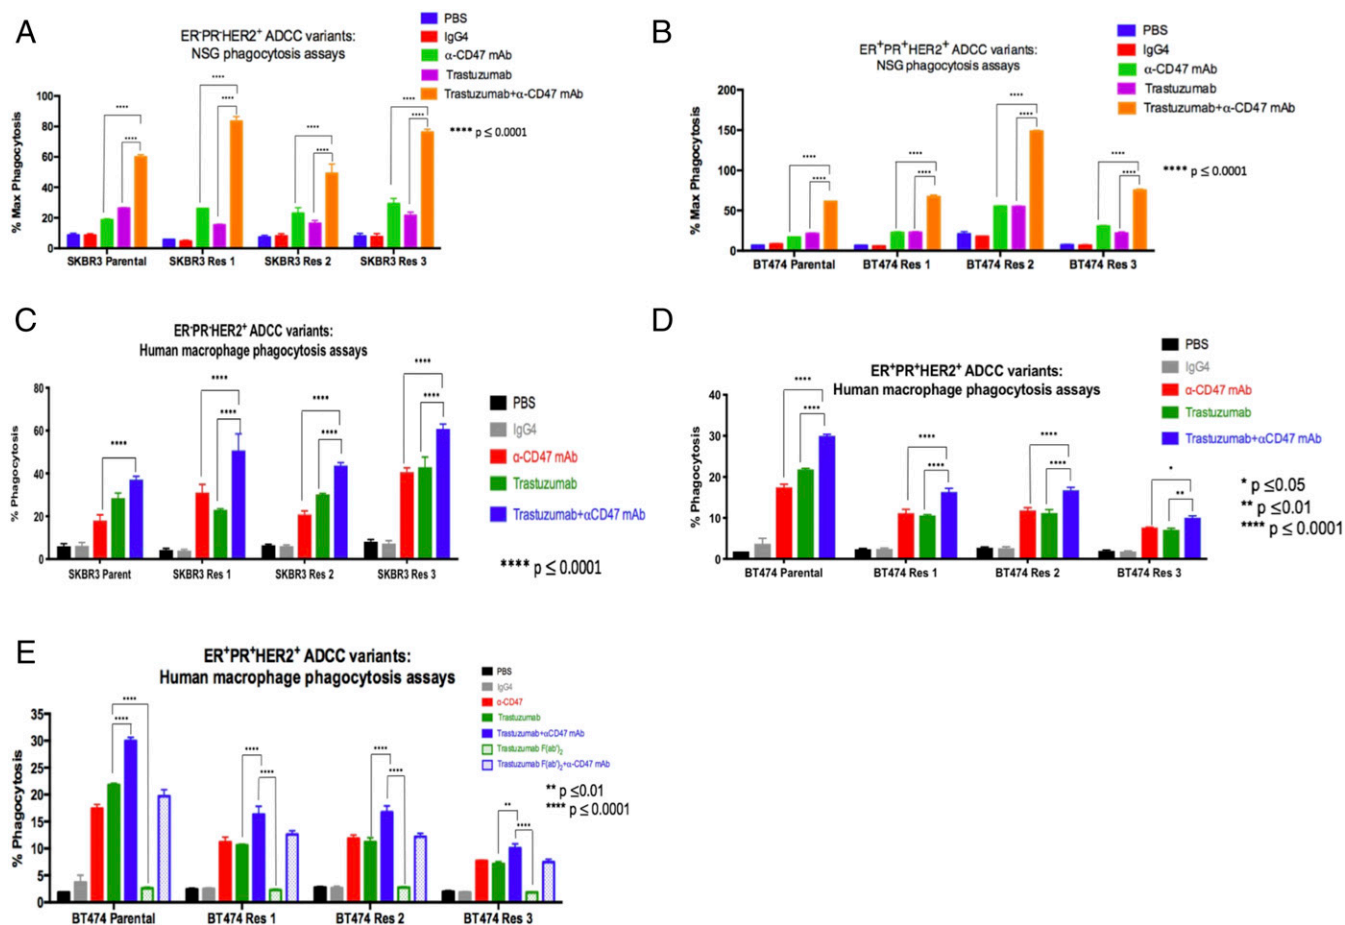 A
ER⁻PR⁻HER2⁺ ADCC variants:
NSG phagocytosis assays
PBS
IgG4
α-CD47 mAb
Trastuzumab
Trastuzumab+α-CD47 mAb
**** p ≤ 0.0001
% Max Phagocytosis
100
80
60
40
20
0
**** **** **** **** **** **** **** ****
SKBR3 Parental SKBR3 Res 1 SKBR3 Res 2 SKBR3 Res 3
B
ER⁺PR⁺HER2⁺ ADCC variants:
NSG phagocytosis assays
PBS
IgG4
α-CD47 mAb
Trastuzumab
Trastuzumab+α-CD47 mAb
**** p ≤ 0.0001
% Max Phagocytosis
200
150
100
50
0
**** **** **** **** **** **** **** ****
BT474 Parental BT474 Res 1 BT474 Res 2 BT474 Res 3
C
ER⁻PR⁻HER2⁺ ADCC variants:
Human macrophage phagocytosis assays
PBS
IgG4
α-CD47 mAb
Trastuzumab
Trastuzumab+αCD47 mAb
**** p ≤ 0.0001
% Phagocytosis
80
60
40
20
0
**** **** **** **** **** **** ****
SKBR3 Parent SKBR3 Res 1 SKBR3 Res 2 SKBR3 Res 3
D
ER⁺PR⁺HER2⁺ ADCC variants:
Human macrophage phagocytosis assays
PBS
IgG4
α-CD47 mAb
Trastuzumab
Trastuzumab+αCD47 mAb
* p ≤0.05
** p ≤0.01
**** p ≤ 0.0001
% Phagocytosis
40
30
20
10
0
**** **** **** **** **** **** * **
BT474 Parental BT474 Res 1 BT474 Res 2 BT474 Res 3
E
ER⁺PR⁺HER2⁺ ADCC variants:
Human macrophage phagocytosis assays
PBS
IgG4
α-CD47
Trastuzumab
Trastuzumab+αCD47 mAb
Trastuzumab F(ab')₂
Trastuzumab F(ab')₂+α-CD47 mAb
** p ≤0.01
**** p ≤ 0.0001
% Phagocytosis
35
30
25
20
15
10
5
0
**** **** **** **** **** **** ** ****
BT474 Parental BT474 Res 1 BT474 Res 2 BT474 Res 3